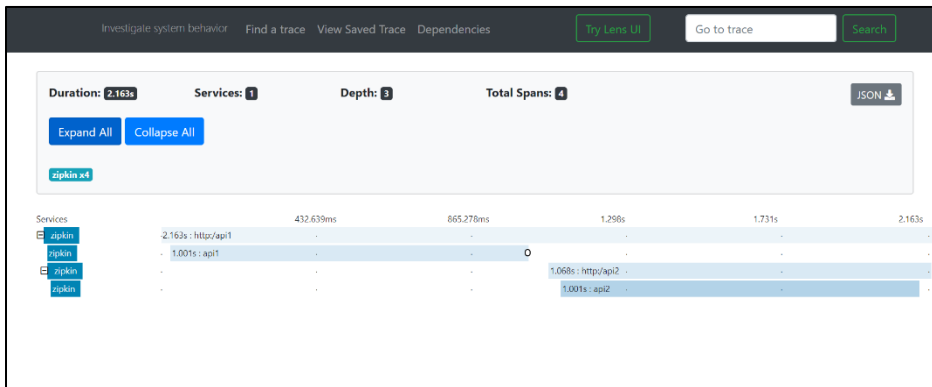 Investigate system behavior Find a trace View Saved Trace Dependencies Try Lens UI Go to trace Search
Duration: 2.163s Services: 1 Depth: 3 Total Spans: 4 JSON
Expand All Collapse All
zipkin x4
Services 432.639ms 865.278ms 1.298s 1.731s 2.163s
zipkin 2.163s : http:/api1
zipkin 1.001s : api1
zipkin 1.068s : http:/api2
zipkin 1.001s : api2